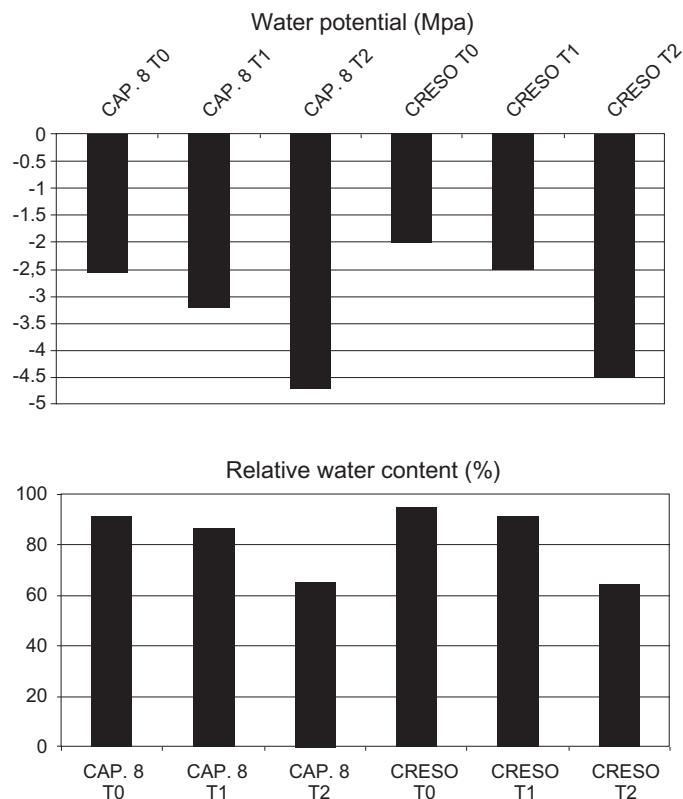 Water potential (Mpa)
CAP. 8 T0
CAP. 8 T1
CAP. 8 T2
CRESO T0
CRESO T1
CRESO T2
0
-0.5
-1
-1.5
-2
-2,5
-3
-3.5
-4
-4.5
-5
Relative water content (%)
100
80
60
40
20
0
CAP. 8
T0
CAP. 8
T1
CAP. 8
T2
CRESO
T0
CRESO
T1
CRESO
T2